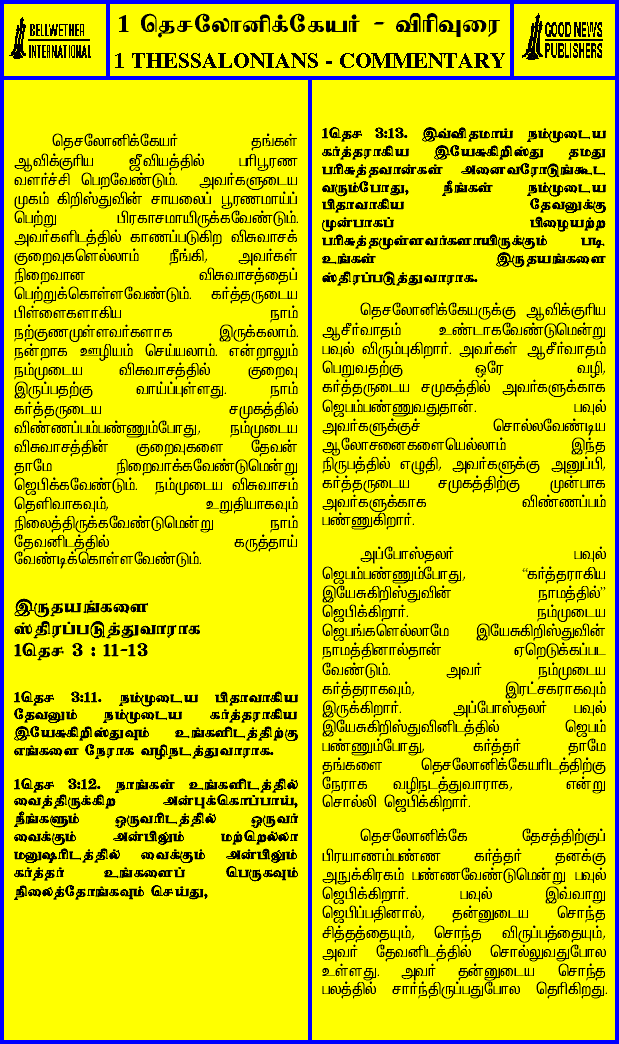 BELLWETHER
INTERNATIONAL
1 தெசலோனிக்கேயர் - விரிவுரை
1 THESSALONIANS - COMMENTARY
GOOD NEWS
PUBLISHERS
தெசலோனிக்கேயர் தங்கள்
ஆவிக்குரிய ஜீவியத்தில் பரிபூரண
வளர்ச்சி பெறவேண்டும். அவர்களுடைய
முகம் கிறிஸ்துவின் சாயலைப் பூரணமாய்ப்
பெற்று பிரகாசமாயிருக்கவேண்டும்.
அவர்களிடத்தில் காணப்படுகிற விசுவாசக்
குறைவுகளெல்லாம் நீங்கி, அவர்கள்
நிறைவான விசுவாசத்தைப்
பெற்றுக்கொள்ளவேண்டும். கர்த்தருடைய
பிள்ளைகளாகிய நாம்
நற்குணமுள்ளவர்களாக இருக்கலாம்.
நன்றாக ஊழியம் செய்யலாம். என்றாலும்
நம்முடைய விசுவாசத்தில் குறைவு
இருப்பதற்கு வாய்ப்புள்ளது. நாம்
கர்த்தருடைய சமுகத்தில்
விண்ணப்பம்பண்ணும்போது, நம்முடைய
விசுவாசத்தின் குறைவுகளை தேவன்
தாமே நிறைவாக்கவேண்டுமென்று
ஜெபிக்கவேண்டும். நம்முடைய விசுவாசம்
தெளிவாகவும், உறுதியாகவும்
நிலைத்திருக்கவேண்டுமென்று நாம்
தேவனிடத்தில் கருத்தாய்
வேண்டிக்கொள்ளவேண்டும்.
இருதயங்களை
ஸ்திரப்படுத்துவாராக
1தெச 3 : 11-13
1தெச 3:11. நம்முடைய பிதாவாகிய
தேவனும் நம்முடைய கர்த்தராகிய
இயேசுகிறிஸ்துவும் உங்களிடத்திற்கு
எங்களை நேராக வழிநடத்துவாராக.
1தெச 3:12. நாங்கள் உங்களிடத்தில்
வைத்திருக்கிற அன்புக்கொப்பாய்,
நீங்களும் ஒருவரிடத்தில் ஒருவர்
வைக்கும் அன்பிலும் மற்றெல்லா
மனுஷரிடத்தில் வைக்கும் அன்பிலும்
கர்த்தர் உங்களைப் பெருகவும்
நிலைத்தோங்கவும் செய்து,
1தெச 3:13. இவ்விதமாய் நம்முடைய
கர்த்தராகிய இயேசுகிறிஸ்து தமது
பரிசுத்தவான்கள் அனைவரோடுங்கூட
வரும்போது, நீங்கள் நம்முடைய
பிதாவாகிய தேவனுக்கு
முன்பாகப் பிழையற்ற
பரிசுத்தமுள்ளவர்களாயிருக்கும் படி
உங்கள் இருதயங்களை
ஸ்திரப்படுத்துவாராக.
தெசலோனிக்கேயருக்கு ஆவிக்குரிய
ஆசீர்வாதம் உண்டாகவேண்டுமென்று
பவுல் விரும்புகிறார். அவர்கள் ஆசீர்வாதம்
பெறுவதற்கு ஒரே வழி,
கர்த்தருடைய சமுகத்தில் அவர்களுக்காக
ஜெபம்பண்ணுவதுதான். பவுல்
அவர்களுக்குச் சொல்லவேண்டிய
ஆலோசனைகளையெல்லாம் இந்த
நிருபத்தில் எழுதி, அவர்களுக்கு அனுப்பி,
கர்த்தருடைய சமுகத்திற்கு முன்பாக
அவர்களுக்காக விண்ணப்பம்
பண்ணுகிறார்.
அப்போஸ்தலர் பவுல்
ஜெபம்பண்ணும்போது, "கர்த்தராகிய
இயேசுகிறிஸ்துவின் நாமத்தில்"
ஜெபிக்கிறார். நம்முடைய
ஜெபங்களெல்லாமே இயேசுகிறிஸ்துவின்
நாமத்தினால்தான் ஏறெடுக்கப்பட
வேண்டும். அவர் நம்முடைய
கர்த்தராகவும், இரட்சகராகவும்
இருக்கிறார். அப்போஸ்தலர் பவுல்
இயேசுகிறிஸ்துவினிடத்தில் ஜெபம்
பண்ணும்போது, கர்த்தர் தாமே
தங்களை தெசலோனிக்கேயரிடத்திற்கு
நேராக வழிநடத்துவாராக, என்று
சொல்லி ஜெபிக்கிறார்.
தெசலோனிக்கே தேசத்திற்குப்
பிரயாணம்பண்ண கர்த்தர் தனக்கு
அநுக்கிரகம் பண்ணவேண்டுமென்று பவுல்
ஜெபிக்கிறார். பவுல் இவ்வாறு
ஜெபிப்பதினால், தன்னுடைய சொந்த
சித்தத்தையும், சொந்த விருப்பத்தையும்,
அவர் தேவனிடத்தில் சொல்லுவதுபோல
உள்ளது. அவர் தன்னுடைய சொந்த
பலத்தில் சார்ந்திருப்பதுபோல தெரிகிறது.